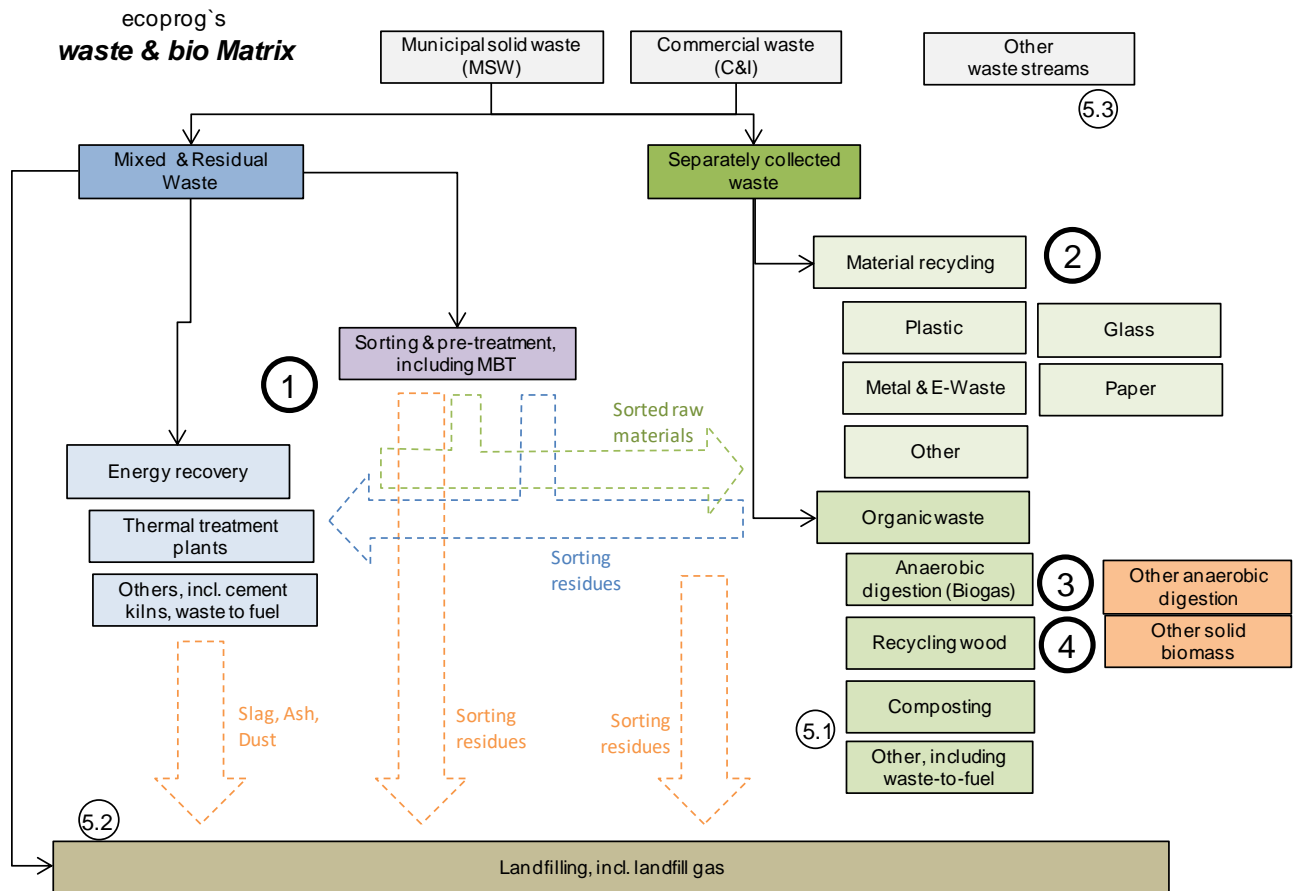 ecoprog`s
waste & bio Matrix
Municipal solid waste
(MSW)
Commercial waste
(C&I)
Other
waste streams
5.3
Mixed & Residual
Waste
Separately collected
waste
Material recycling
2
Plastic
Glass
Sorting & pre-treatment,
including MBT
1
Metal & E-Waste
Paper
Sorted raw
materials
Other
Energy recovery
Organic waste
Thermal treatment
plants
Sorting
residues
Anaerobic
digestion (Biogas)
3
Other anaerobic
digestion
Others, incl. cement
kilns, waste to fuel
Recycling wood
4
Other solid
biomass
Slag, Ash,
Dust
Sorting
residues
Sorting
residues
Composting
5.1
Other, including
waste-to-fuel
5.2
Landfilling, incl. landfill gas